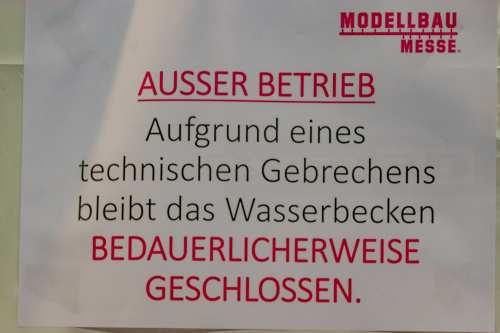 MODELLBAU
MESSE
AUSSER BETRIEB
Aufgrund eines
technischen Gebrechens
bleibt das Wasserbecken
BEDAUERLICHERWEISE
GESCHLOSSEN.